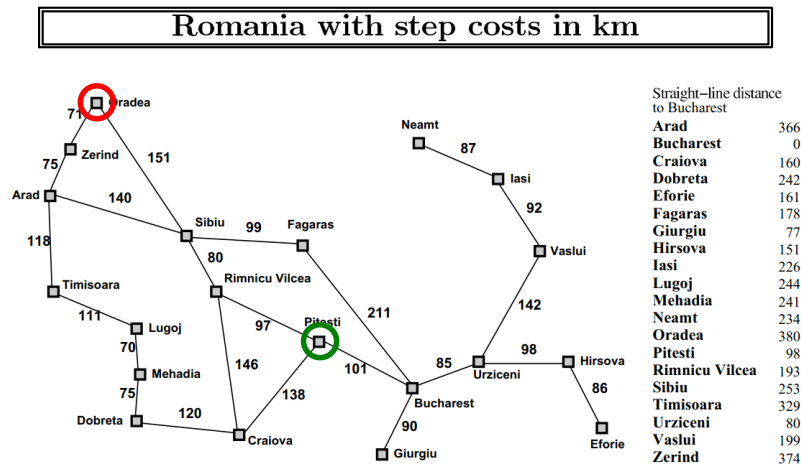 Romania with step costs in km
Straight–line distance
to Bucharest
Arad 366
Bucharest 0
Craiova 160
Dobreta 242
Eforie 161
Fagaras 178
Giurgiu 77
Hirsova 151
Iasi 226
Lugoj 244
Mehadia 241
Neamt 234
Oradea 380
Pitesti 98
Rimnicu Vilcea 193
Sibiu 253
Timisoara 329
Urziceni 80
Vaslui 199
Zerind 374
Oradea
71
Zerind
75
151
Arad
140
118
Sibiu
99
Fagaras
80
Timisoara
Rimnicu Vilcea
111
Lugoj
70
Mehadia
75
Dobreta
120
Craiova
146
97
Pitesti
138
101
211
Bucharest
90
Giurgiu
85
Urziceni
98
Hirsova
86
Eforie
142
Vaslui
92
Iasi
87
Neamt